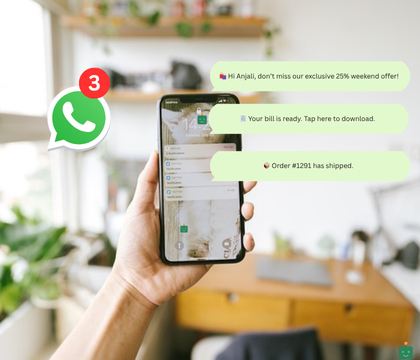 3
🛍️ Hi Anjali, don't miss our exclusive 25% weekend offer!
🧾 Your bill is ready. Tap here to download.
📦 Order #1291 has shipped.